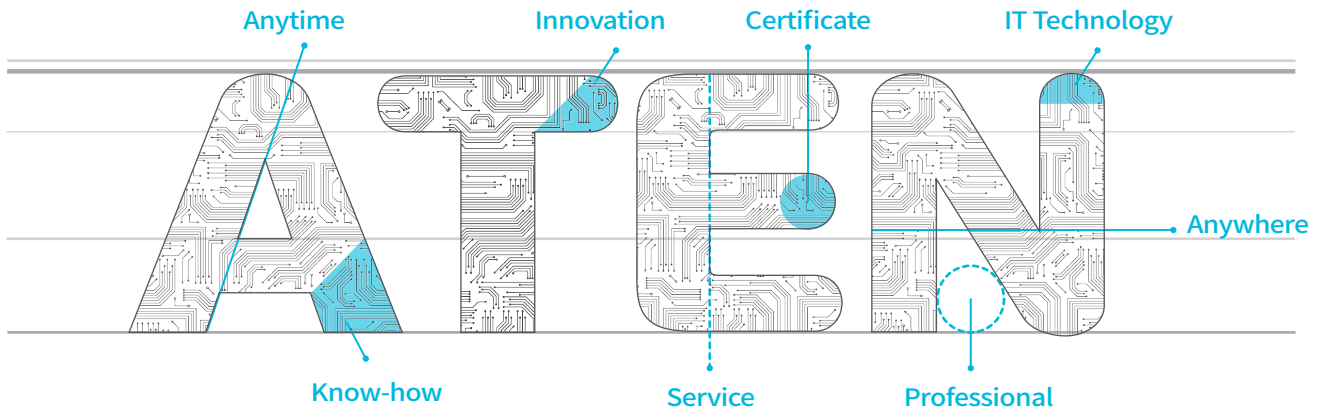 Anytime
Innovation
Certificate
IT Technology
ATEN
Anywhere
Know-how
Service
Professional